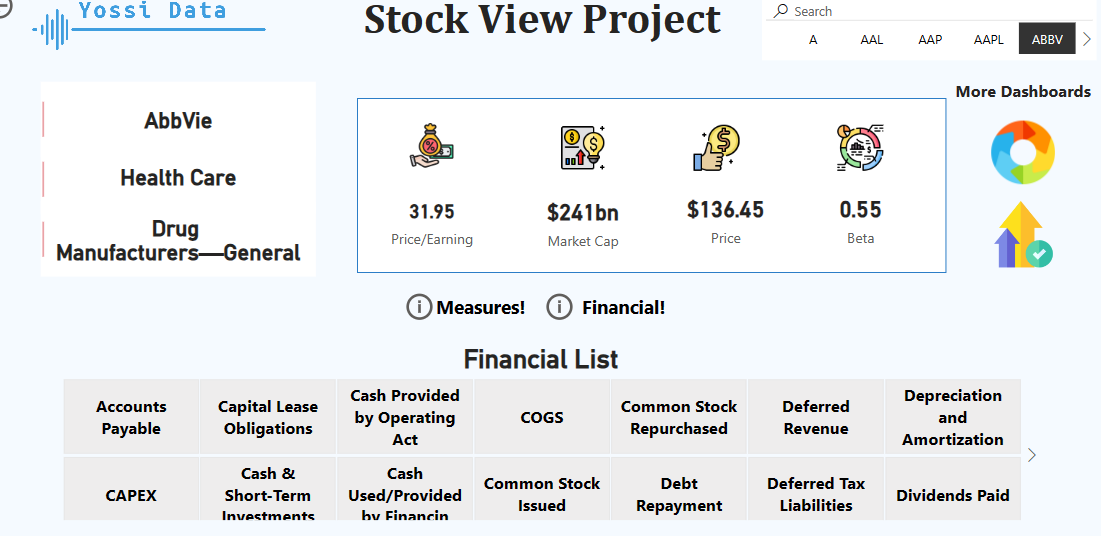 Yossi Data
Stock View Project
Search
A AAL AAP AAPL ABBV
More Dashboards
AbbVie
Health Care
Drug
Manufacturers—General
31.95
Price/Earning
$241bn
Market Cap
$136.45
Price
0.55
Beta
Measures!
Financial!
Financial List
Accounts
Payable
Capital Lease
Obligations
Cash Provided
by Operating
Act
COGS
Common Stock
Repurchased
Deferred
Revenue
Depreciation
and
Amortization
CAPEX
Cash &
Short-Term
Investments
Cash
Used/Provided
by Financin
Common Stock
Issued
Debt
Repayment
Deferred Tax
Liabilities
Dividends Paid